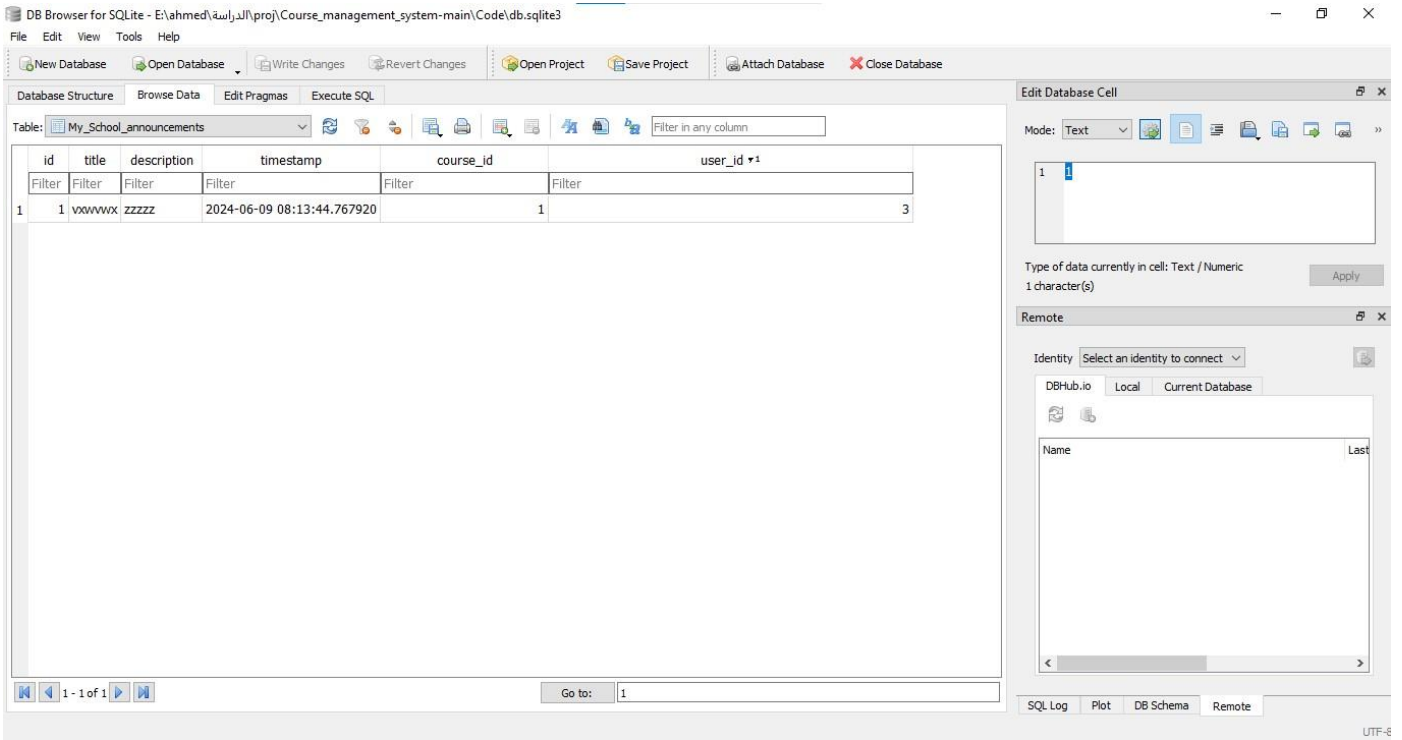 DB Browser for SQLite - E:\ahmed\الدراسة\proj\Course_management_system-main\Code\db.sqlite3
File Edit View Tools Help
New Database Open Database Write Changes Revert Changes Open Project Save Project Attach Database Close Database
Database Structure Browse Data Edit Pragmas Execute SQL
Table: My_School_announcements Filter in any column
id title description timestamp course_id user_id ▾1
Filter Filter Filter Filter Filter Filter
1 1 vxwvwx zzzzz 2024-06-09 08:13:44.767920 1 3
1 - 1 of 1 Go to: 1
Edit Database Cell
Mode: Text »
1 1
Type of data currently in cell: Text / Numeric
1 character(s)
Apply
Remote
Identity Select an identity to connect
DBHub.io Local Current Database
Name Last
SQL Log Plot DB Schema Remote
UTF-8